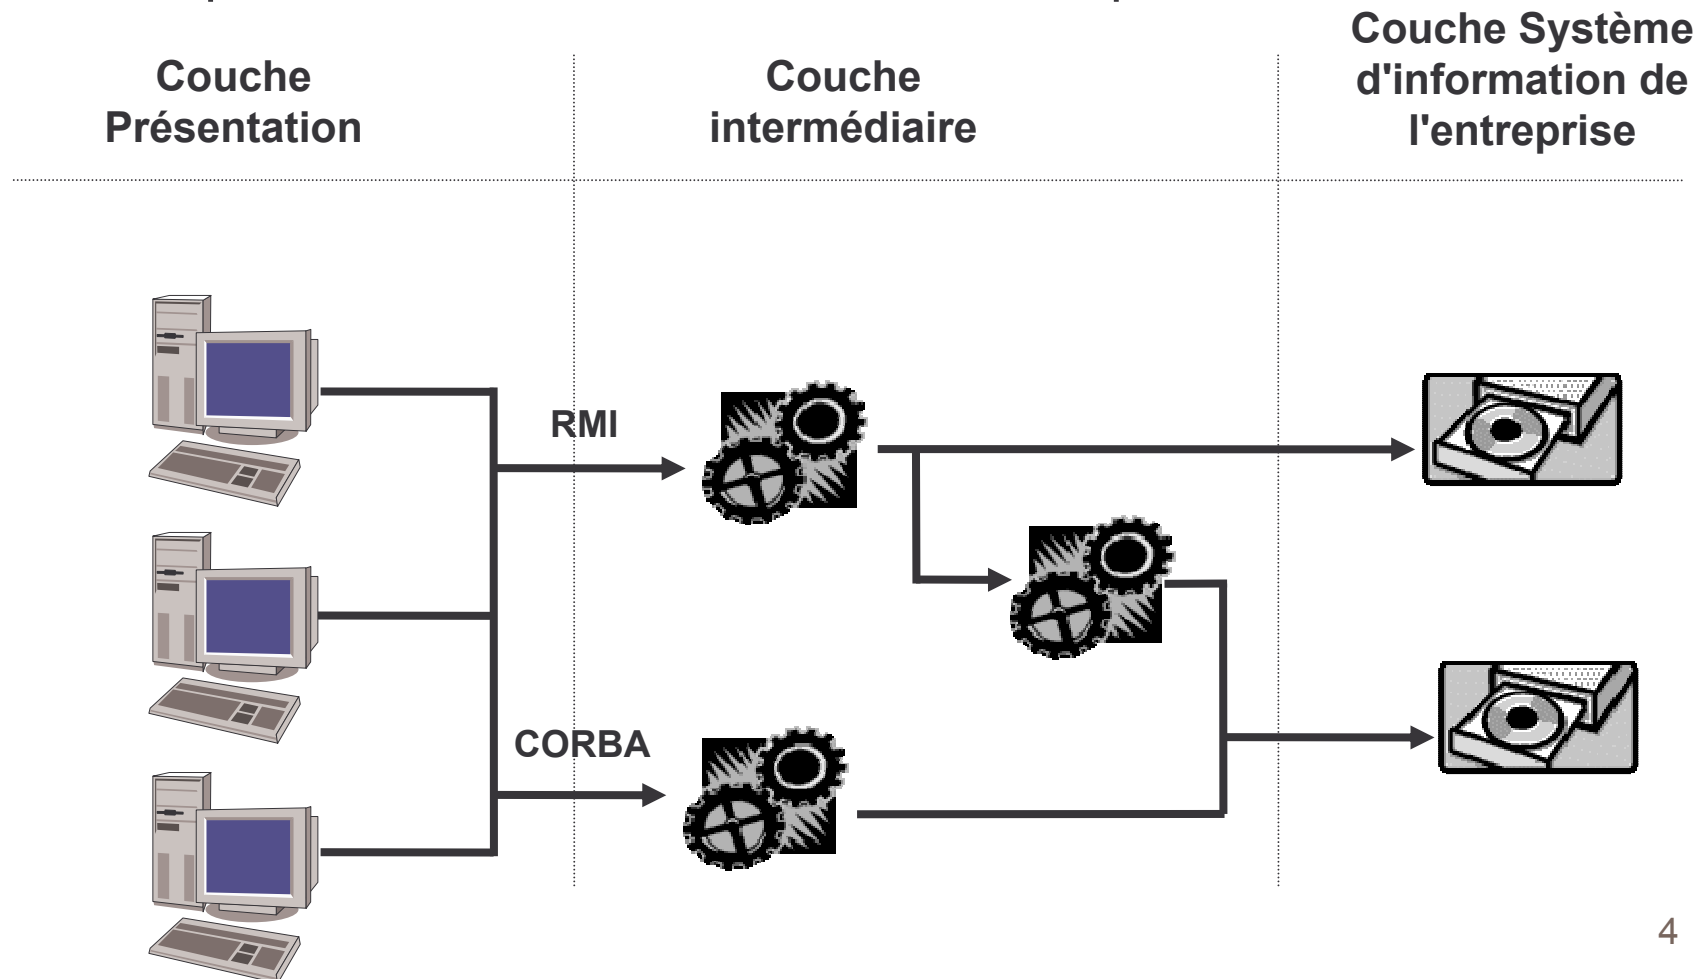 Couche
Présentation
Couche
intermédiaire
Couche Système
d'information de
l'entreprise
RMI
CORBA
4